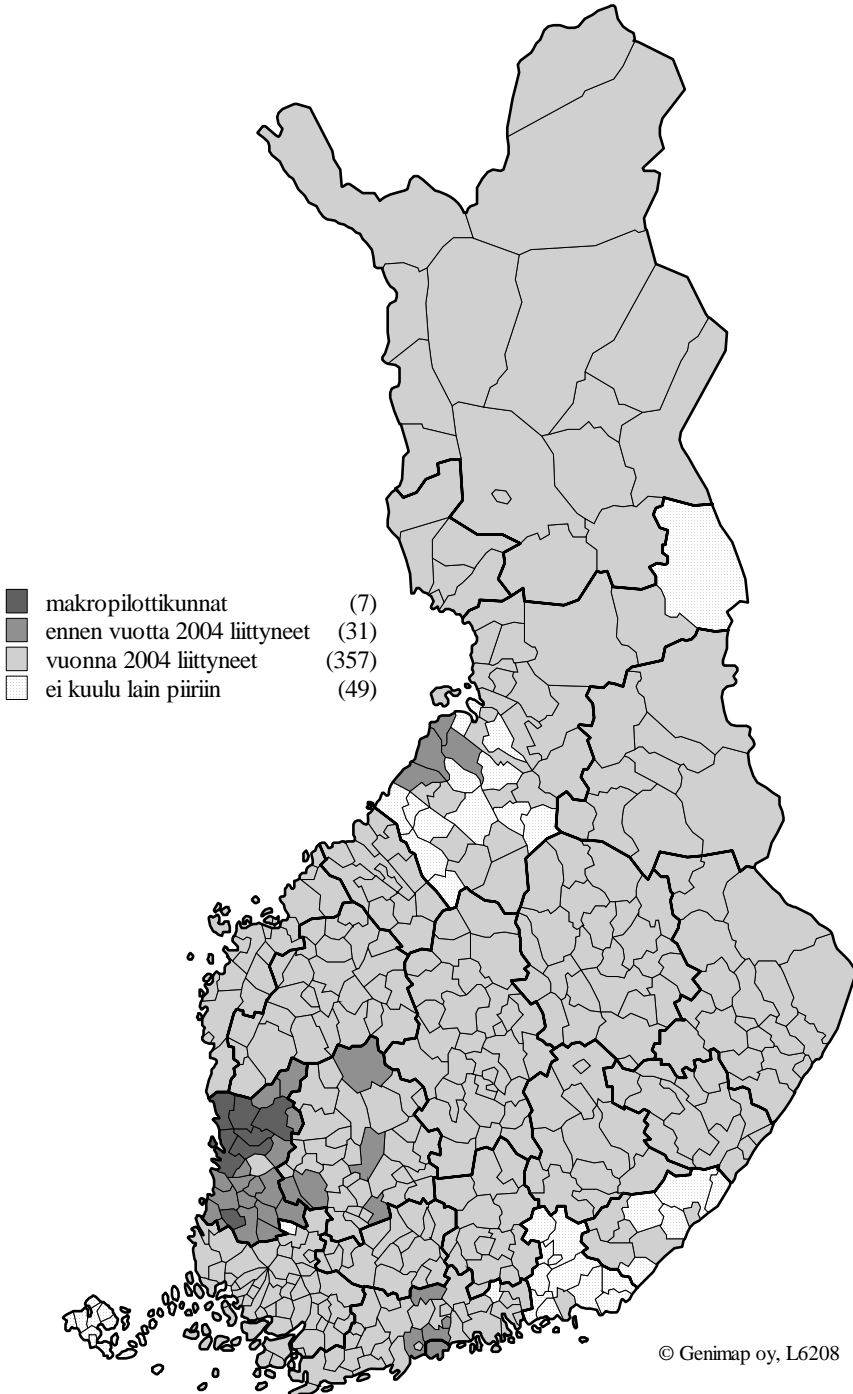 makropilottikunnat (7)
ennen vuotta 2004 liittyneet (31)
vuonna 2004 liittyneet (357)
ei kuulu lain piiriin (49)
© Genimap oy, L6208